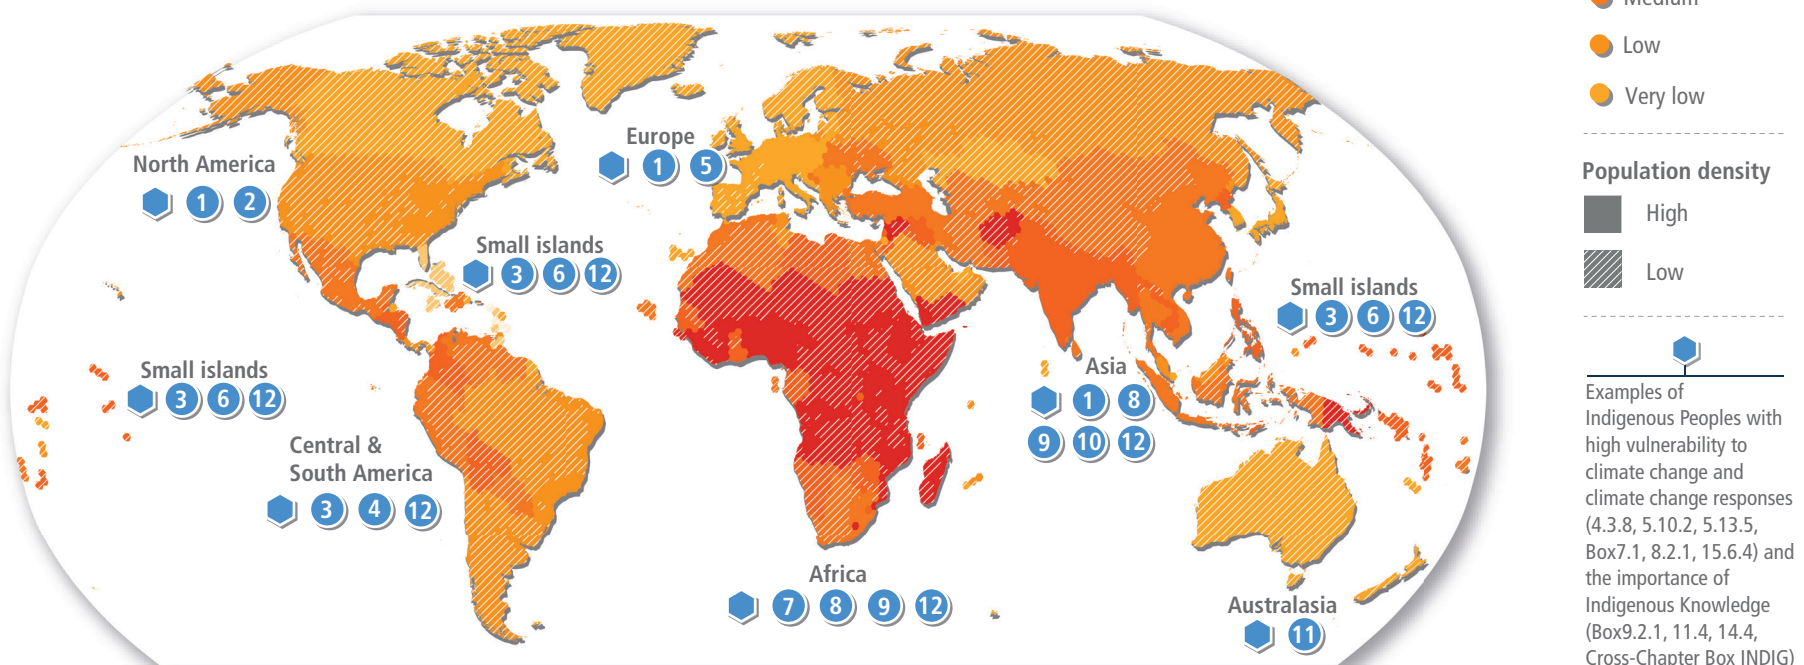 Medium
Low
Very low
Population density
High
Low
Examples of
Indigenous Peoples with
high vulnerability to
climate change and
climate change responses
(4.3.8, 5.10.2, 5.13.5,
Box7.1, 8.2.1, 15.6.4) and
the importance of
Indigenous Knowledge
(Box9.2.1, 11.4, 14.4,
Cross-Chapter Box INDIG)
North America
1 2
Europe
1 5
Small islands
3 6 12
Small islands
3 6 12
Small islands
3 6 12
Central &
South America
3 4 12
Africa
7 8 9 12
Asia
1 8
9 10 12
Australasia
11